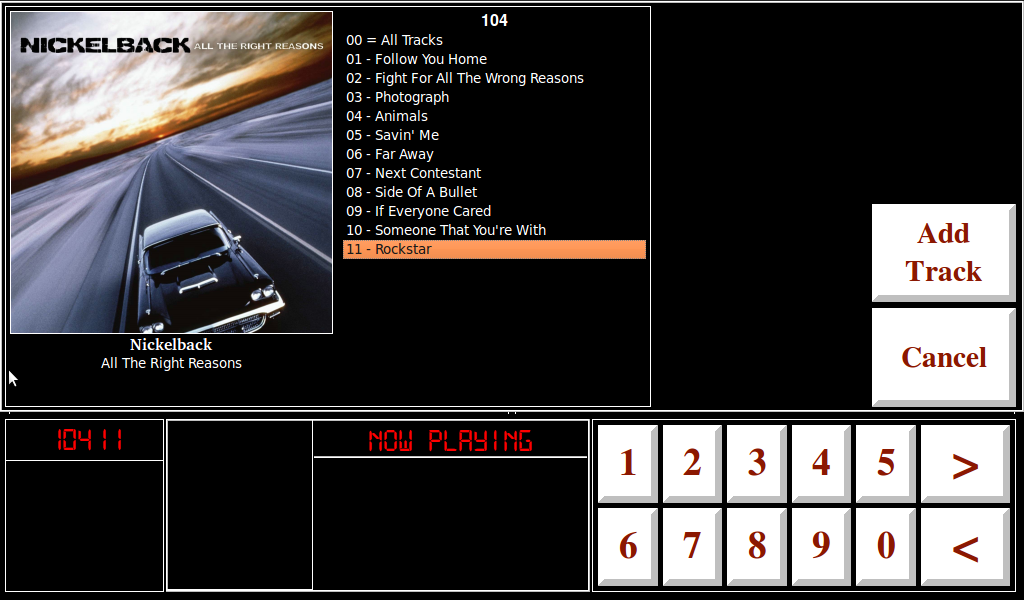 NICKELBACK ALL THE RIGHT REASONS
Nickelback
All The Right Reasons
104
00 = All Tracks
01 - Follow You Home
02 - Fight For All The Wrong Reasons
03 - Photograph
04 - Animals
05 - Savin' Me
06 - Far Away
07 - Next Contestant
08 - Side Of A Bullet
09 - If Everyone Cared
10 - Someone That You're With
11 - Rockstar
Add
Track
Cancel
10411
NOW PLAYING
1 2 3 4 5 >
6 7 8 9 0 <